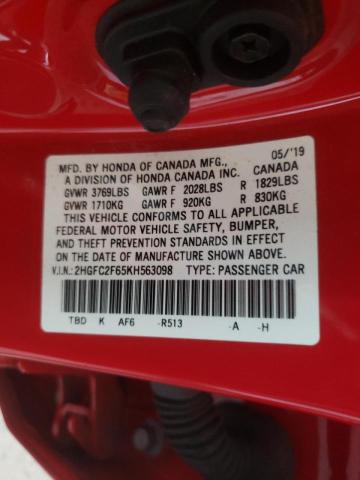 MFD. BY HONDA OF CANADA MFG., 05/'19
A DIVISION OF HONDA CANADA INC. CANADA
GVWR 3769LBS GAWR F 2028LBS R 1829LBS
GVWR 1710KG GAWR F 920KG R 830KG
THIS VEHICLE CONFORMS TO ALL APPLICABLE
FEDERAL MOTOR VEHICLE SAFETY, BUMPER,
AND THEFT PREVENTION STANDARDS IN EFFECT
ON THE DATE OF MANUFACTURE SHOWN ABOVE.
V.I.N.: 2HGFC2F65KH563098 TYPE: PASSENGER CAR
TBD K AF6 -R513 -A -H